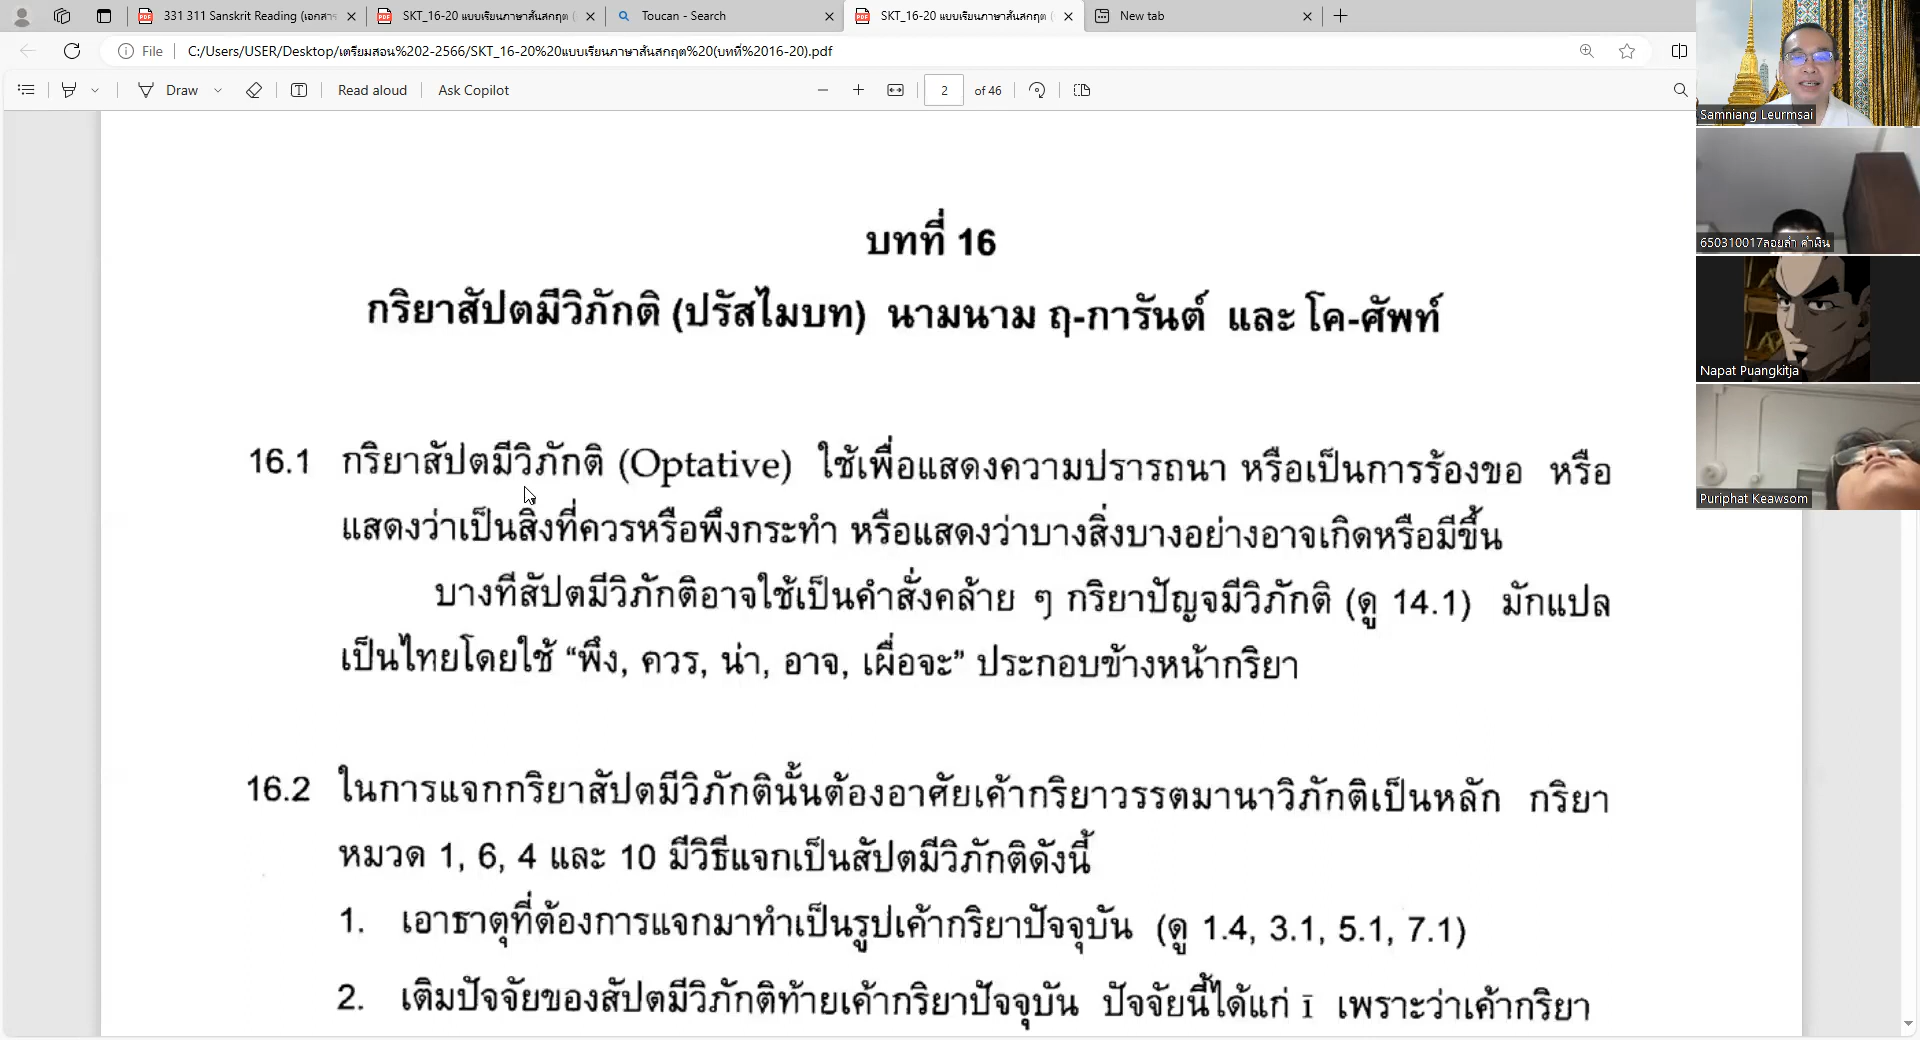 331 311 Sanskrit Reading (เอกสาร
SKT_16-20 แบบเรียนภาษาสันสกฤต (
Toucan - Search
SKT_16-20 แบบเรียนภาษาสันสกฤต (
New tab
File
C:/Users/USER/Desktop/เตรียมสอน%202-2566/SKT_16-20%20แบบเรียนภาษาสันสกฤต%20(บทที่%2016-20).pdf
Draw
Read aloud
Ask Copilot
2
of 46
บทที่ 16
กริยาสัปตมีวิภักติ (ปรัสไมบท) นามนาม ฤ-การันต์ และ โค-ศัพท์
16.1 กริยาสัปตมีวิภักติ (Optative) ใช้เพื่อแสดงความปรารถนา หรือเป็นการร้องขอ หรือ
แสดงว่าเป็นสิ่งที่ควรหรือพึงกระทำ หรือแสดงว่าบางสิ่งบางอย่างอาจเกิดหรือมีขึ้น
บางทีสัปตมีวิภักติอาจใช้เป็นคำสั่งคล้าย ๆ กริยาปัญจมีวิภักติ (ดู 14.1) มักแปล
เป็นไทยโดยใช้ “พึง, ควร, น่า, อาจ, เผื่อจะ” ประกอบข้างหน้ากริยา
16.2 ในการแจกกริยาสัปตมีวิภักตินั้นต้องอาศัยเค้ากริยาวรรตมานาวิภักติเป็นหลัก กริยา
หมวด 1, 6, 4 และ 10 มีวิธีแจกเป็นสัปตมีวิภักติดังนี้
1. เอาธาตุที่ต้องการแจกมาทำเป็นรูปเค้ากริยาปัจจุบัน (ดู 1.4, 3.1, 5.1, 7.1)
2. เติมปัจจัยของสัปตมีวิภักติท้ายเค้ากริยาปัจจุบัน ปัจจัยนี้ได้แก่ ī เพราะว่าเค้ากริยา
Samniang Leurmsai
650310017ลอยลำ คำผิน
Napat Puangkitja
Puriphat Keawsom